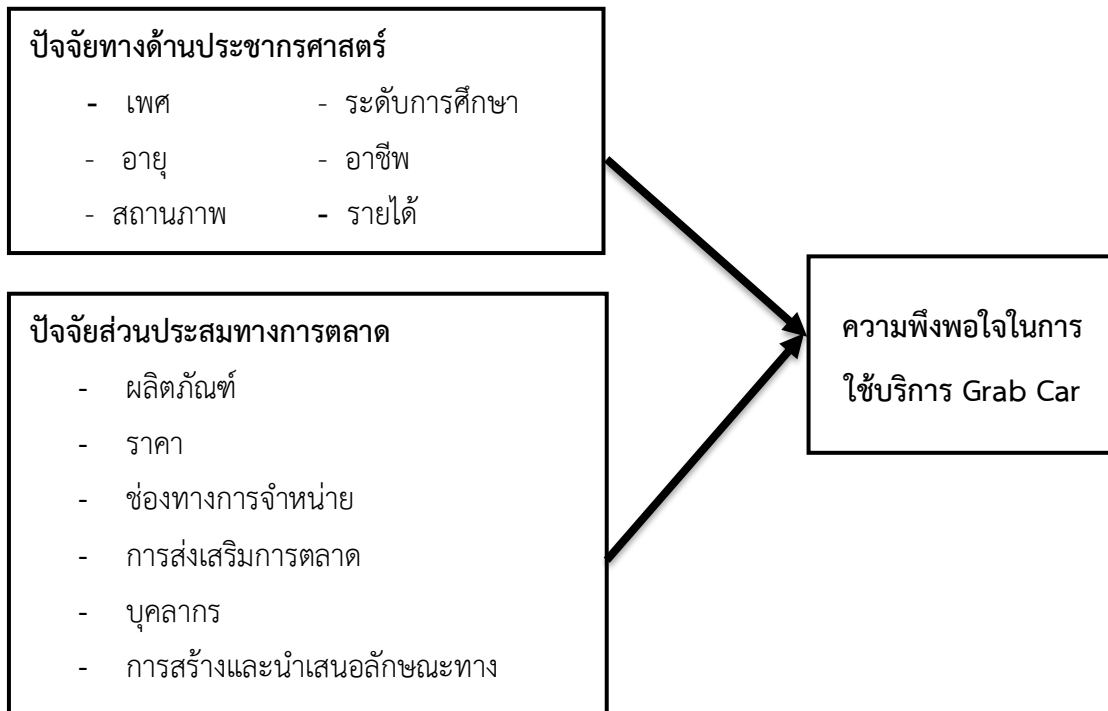 ปัจจัยทางด้านประชากรศาสตร์
- เพศ - ระดับการศึกษา
- อายุ - อาชีพ
- สถานภาพ - รายได้
ปัจจัยส่วนประสมทางการตลาด
- ผลิตภัณฑ์
- ราคา
- ช่องทางการจำหน่าย
- การส่งเสริมการตลาด
- บุคลากร
- การสร้างและนำเสนอลักษณะทาง
ความพึงพอใจในการ
ใช้บริการ Grab Car